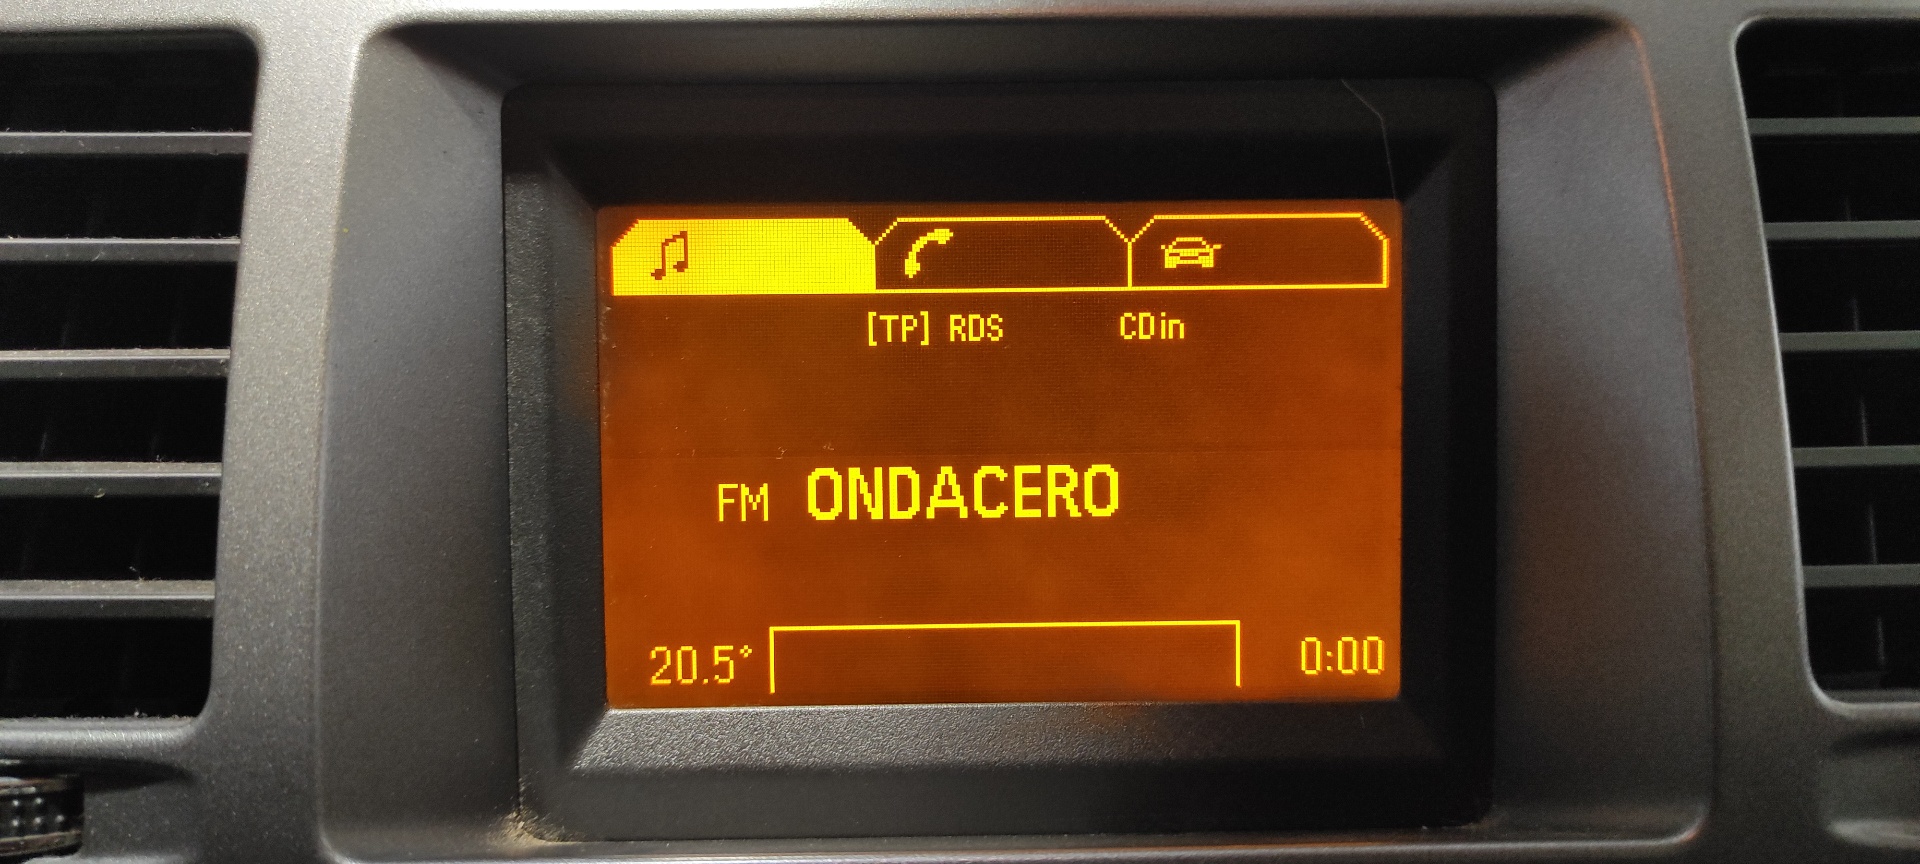 [TP] RDS CDin
FM ONDACERO
20.5° 0:00